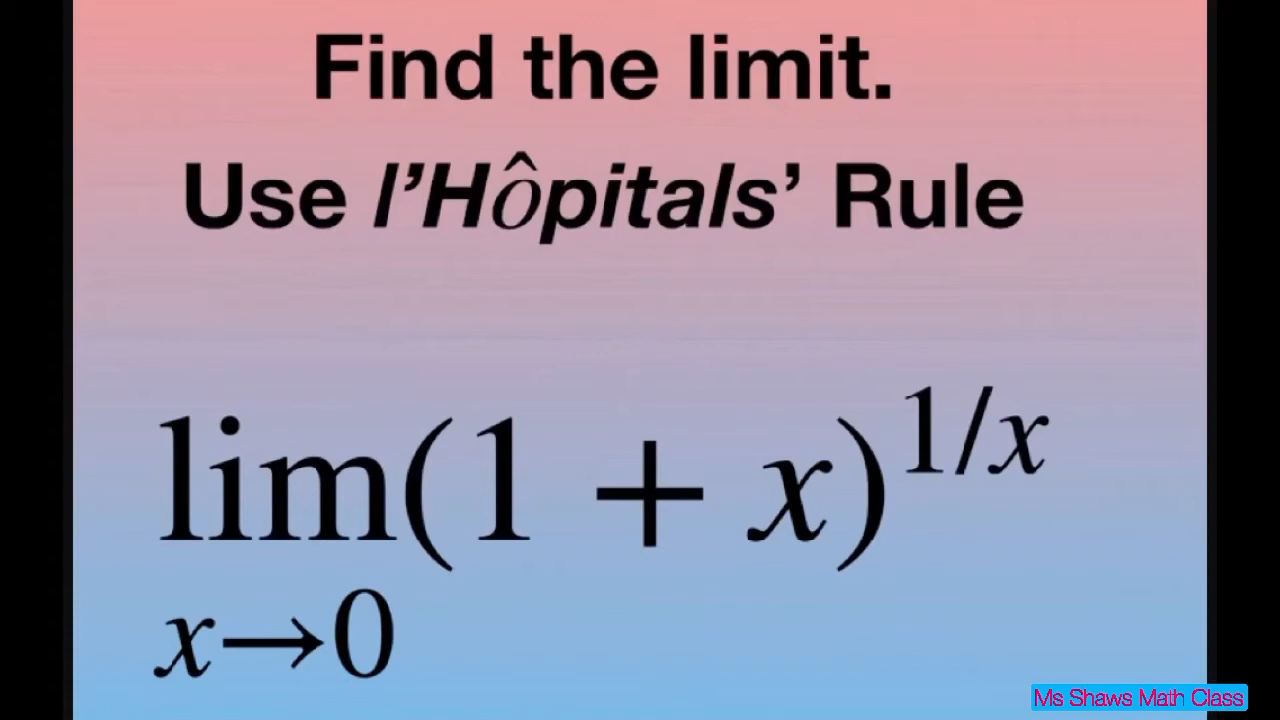 Find the limit.
Use l’Hôpitals’ Rule
lim(1 + x)^{1/x}
x→0
Ms Shaws Math Class